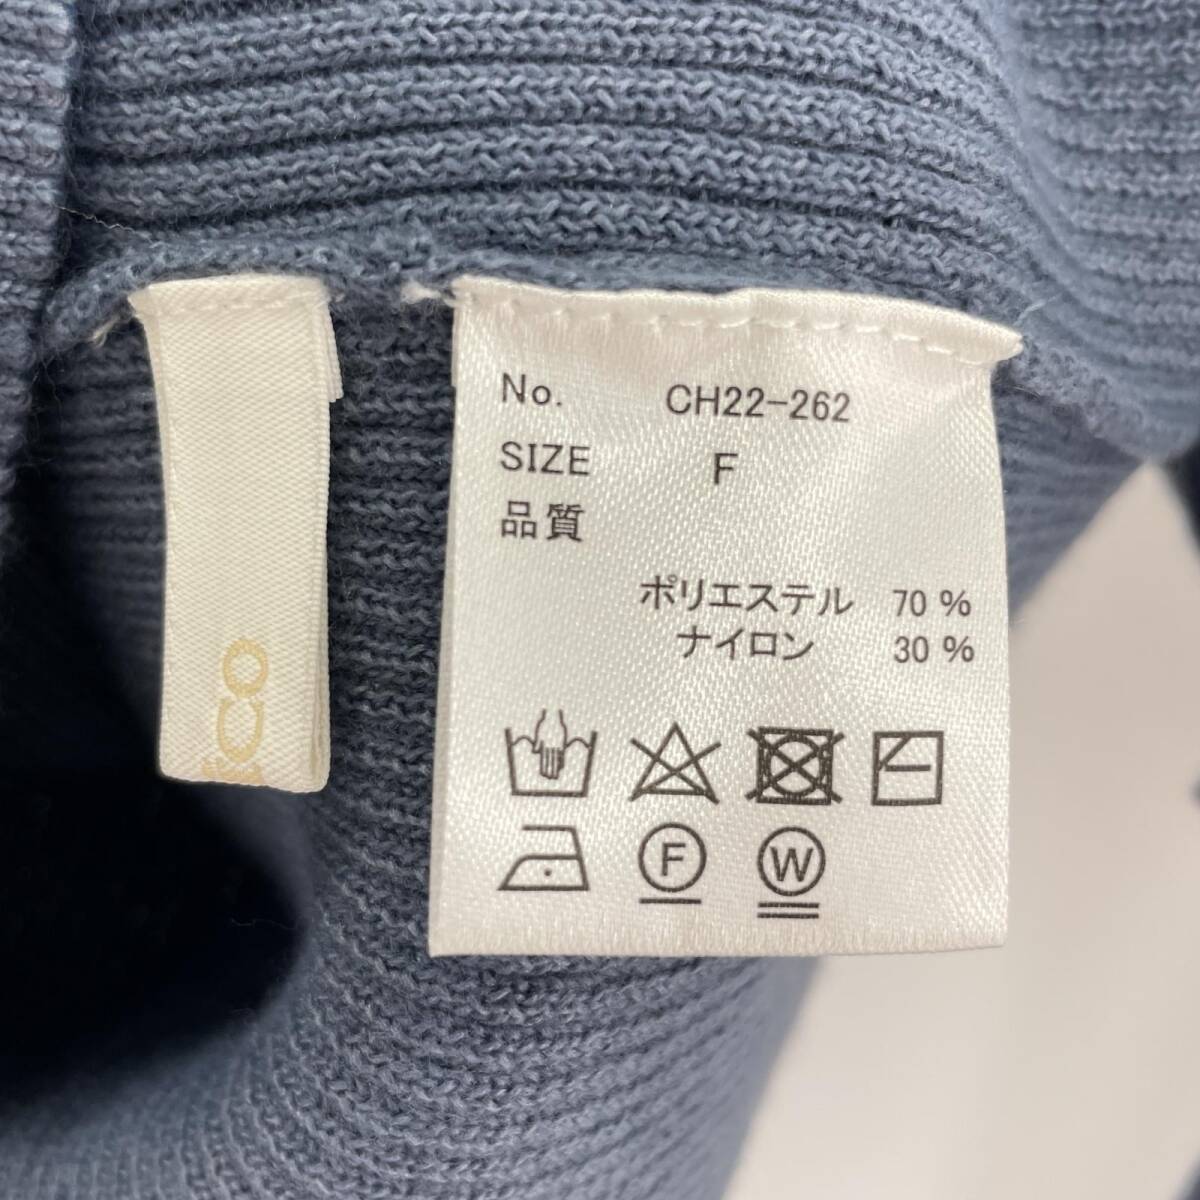 No. CH22-262
SIZE F
品質
ポリエステル 70 %
ナイロン 30 %
F
W